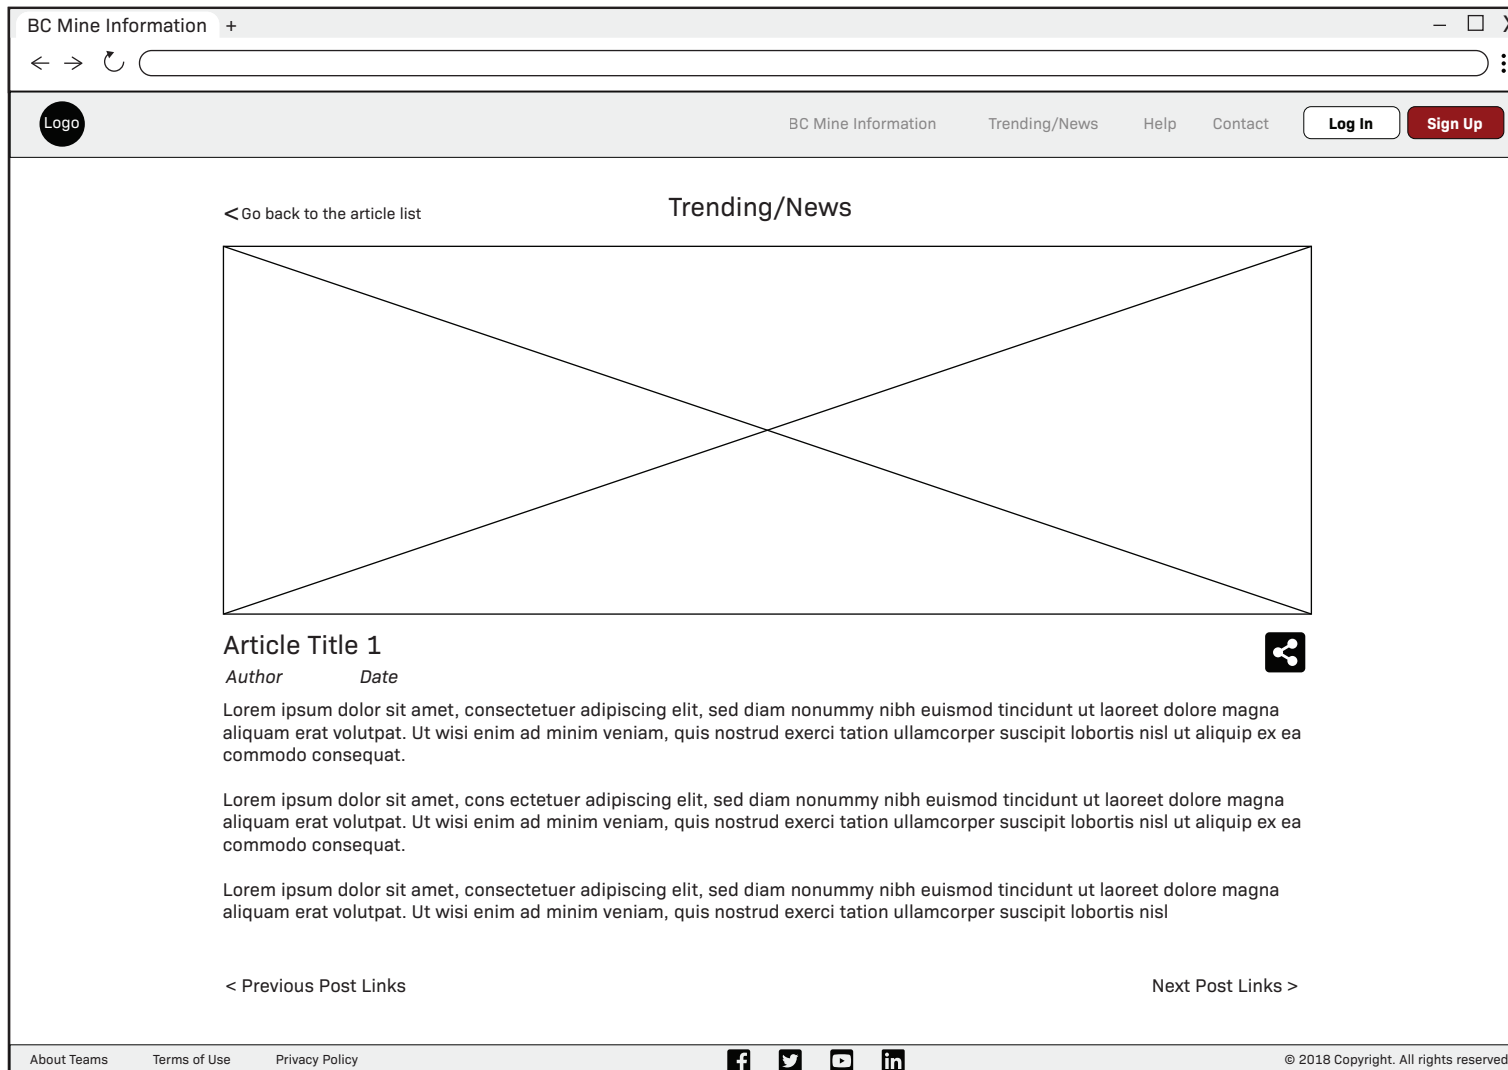 BC Mine Information +
Logo
BC Mine Information Trending/News Help Contact Log In Sign Up
< Go back to the article list
Trending/News
Article Title 1
Author Date
Lorem ipsum dolor sit amet, consectetuer adipiscing elit, sed diam nonummy nibh euismod tincidunt ut laoreet dolore magna
aliquam erat volutpat. Ut wisi enim ad minim veniam, quis nostrud exerci tation ullamcorper suscipit lobortis nisl ut aliquip ex ea
commodo consequat.
Lorem ipsum dolor sit amet, cons ectetuer adipiscing elit, sed diam nonummy nibh euismod tincidunt ut laoreet dolore magna
aliquam erat volutpat. Ut wisi enim ad minim veniam, quis nostrud exerci tation ullamcorper suscipit lobortis nisl ut aliquip ex ea
commodo consequat.
Lorem ipsum dolor sit amet, consectetuer adipiscing elit, sed diam nonummy nibh euismod tincidunt ut laoreet dolore magna
aliquam erat volutpat. Ut wisi enim ad minim veniam, quis nostrud exerci tation ullamcorper suscipit lobortis nisl
< Previous Post Links Next Post Links >
About Teams Terms of Use Privacy Policy © 2018 Copyright. All rights reserved